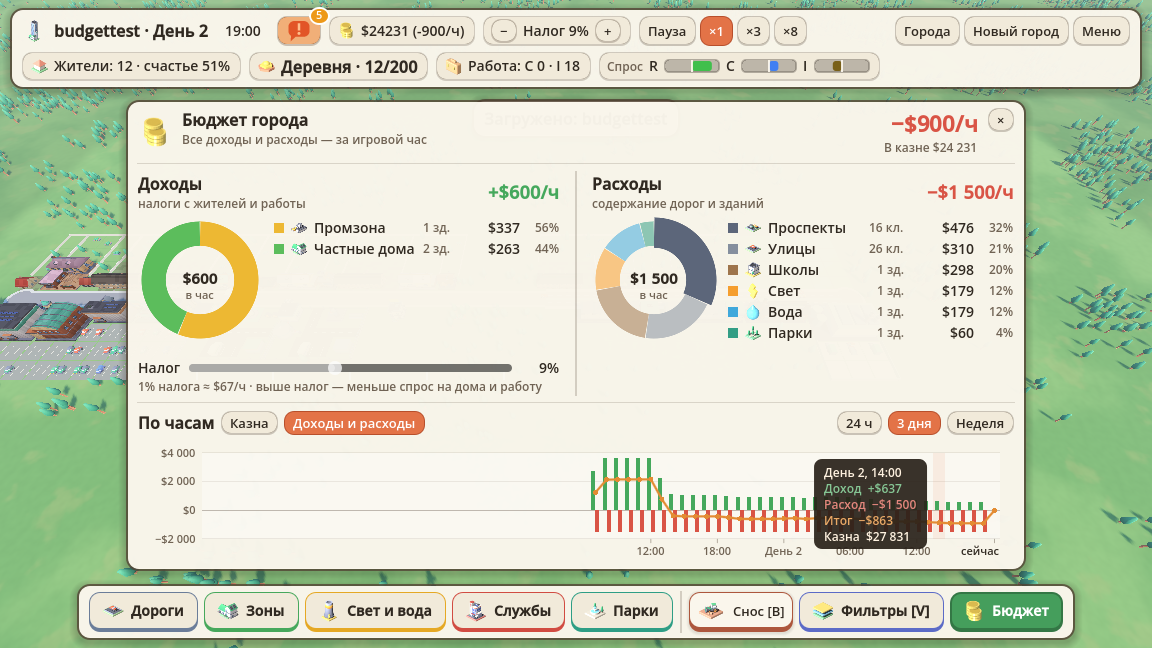 budgettest · День 2 19:00 ! 5 $24231 (-900/ч) − Налог 9% + Пауза ×1 ×3 ×8 Города Новый город Меню
Жители: 12 · счастье 51% Деревня · 12/200 Работа: С 0 · I 18 Спрос R C I
Загружено: budgettest
Бюджет города
Все доходы и расходы — за игровой час
−$900/ч ×
В казне $24 231
Доходы
налоги с жителей и работы
+$600/ч
$600
в час
Промзона 1 зд. $337 56%
Частные дома 2 зд. $263 44%
Налог 9%
1% налога ≈ $67/ч · выше налог — меньше спрос на дома и работу
Расходы
содержание дорог и зданий
−$1 500/ч
$1 500
в час
Проспекты 16 кл. $476 32%
Улицы 26 кл. $310 21%
Школы 1 зд. $298 20%
Свет 1 зд. $179 12%
Вода 1 зд. $179 12%
Парки 1 зд. $60 4%
По часам Казна Доходы и расходы 24 ч 3 дня Неделя
$4 000
$2 000
$0
−$2 000
День 2, 14:00
Доход +$637
Расход −$1 500
Итог −$863
Казна $27 831
12:00 18:00 День 2 06:00 12:00 сейчас
Дороги Зоны Свет и вода Службы Парки Снос [B] Фильтры [V] Бюджет